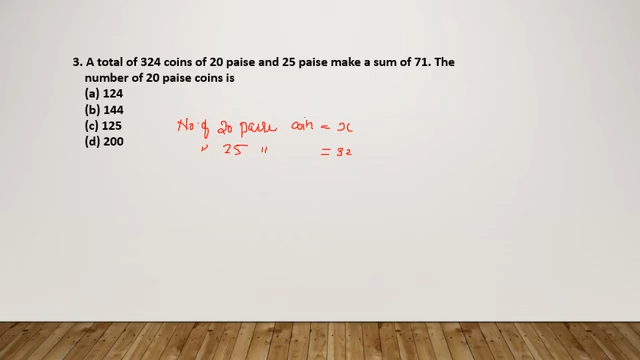 3. A total of 324 coins of 20 paise and 25 paise make a sum of 71. The
number of 20 paise coins is
(a) 124
(b) 144
(c) 125
(d) 200
No. of 20 paise coin = x
" 25 " = 32